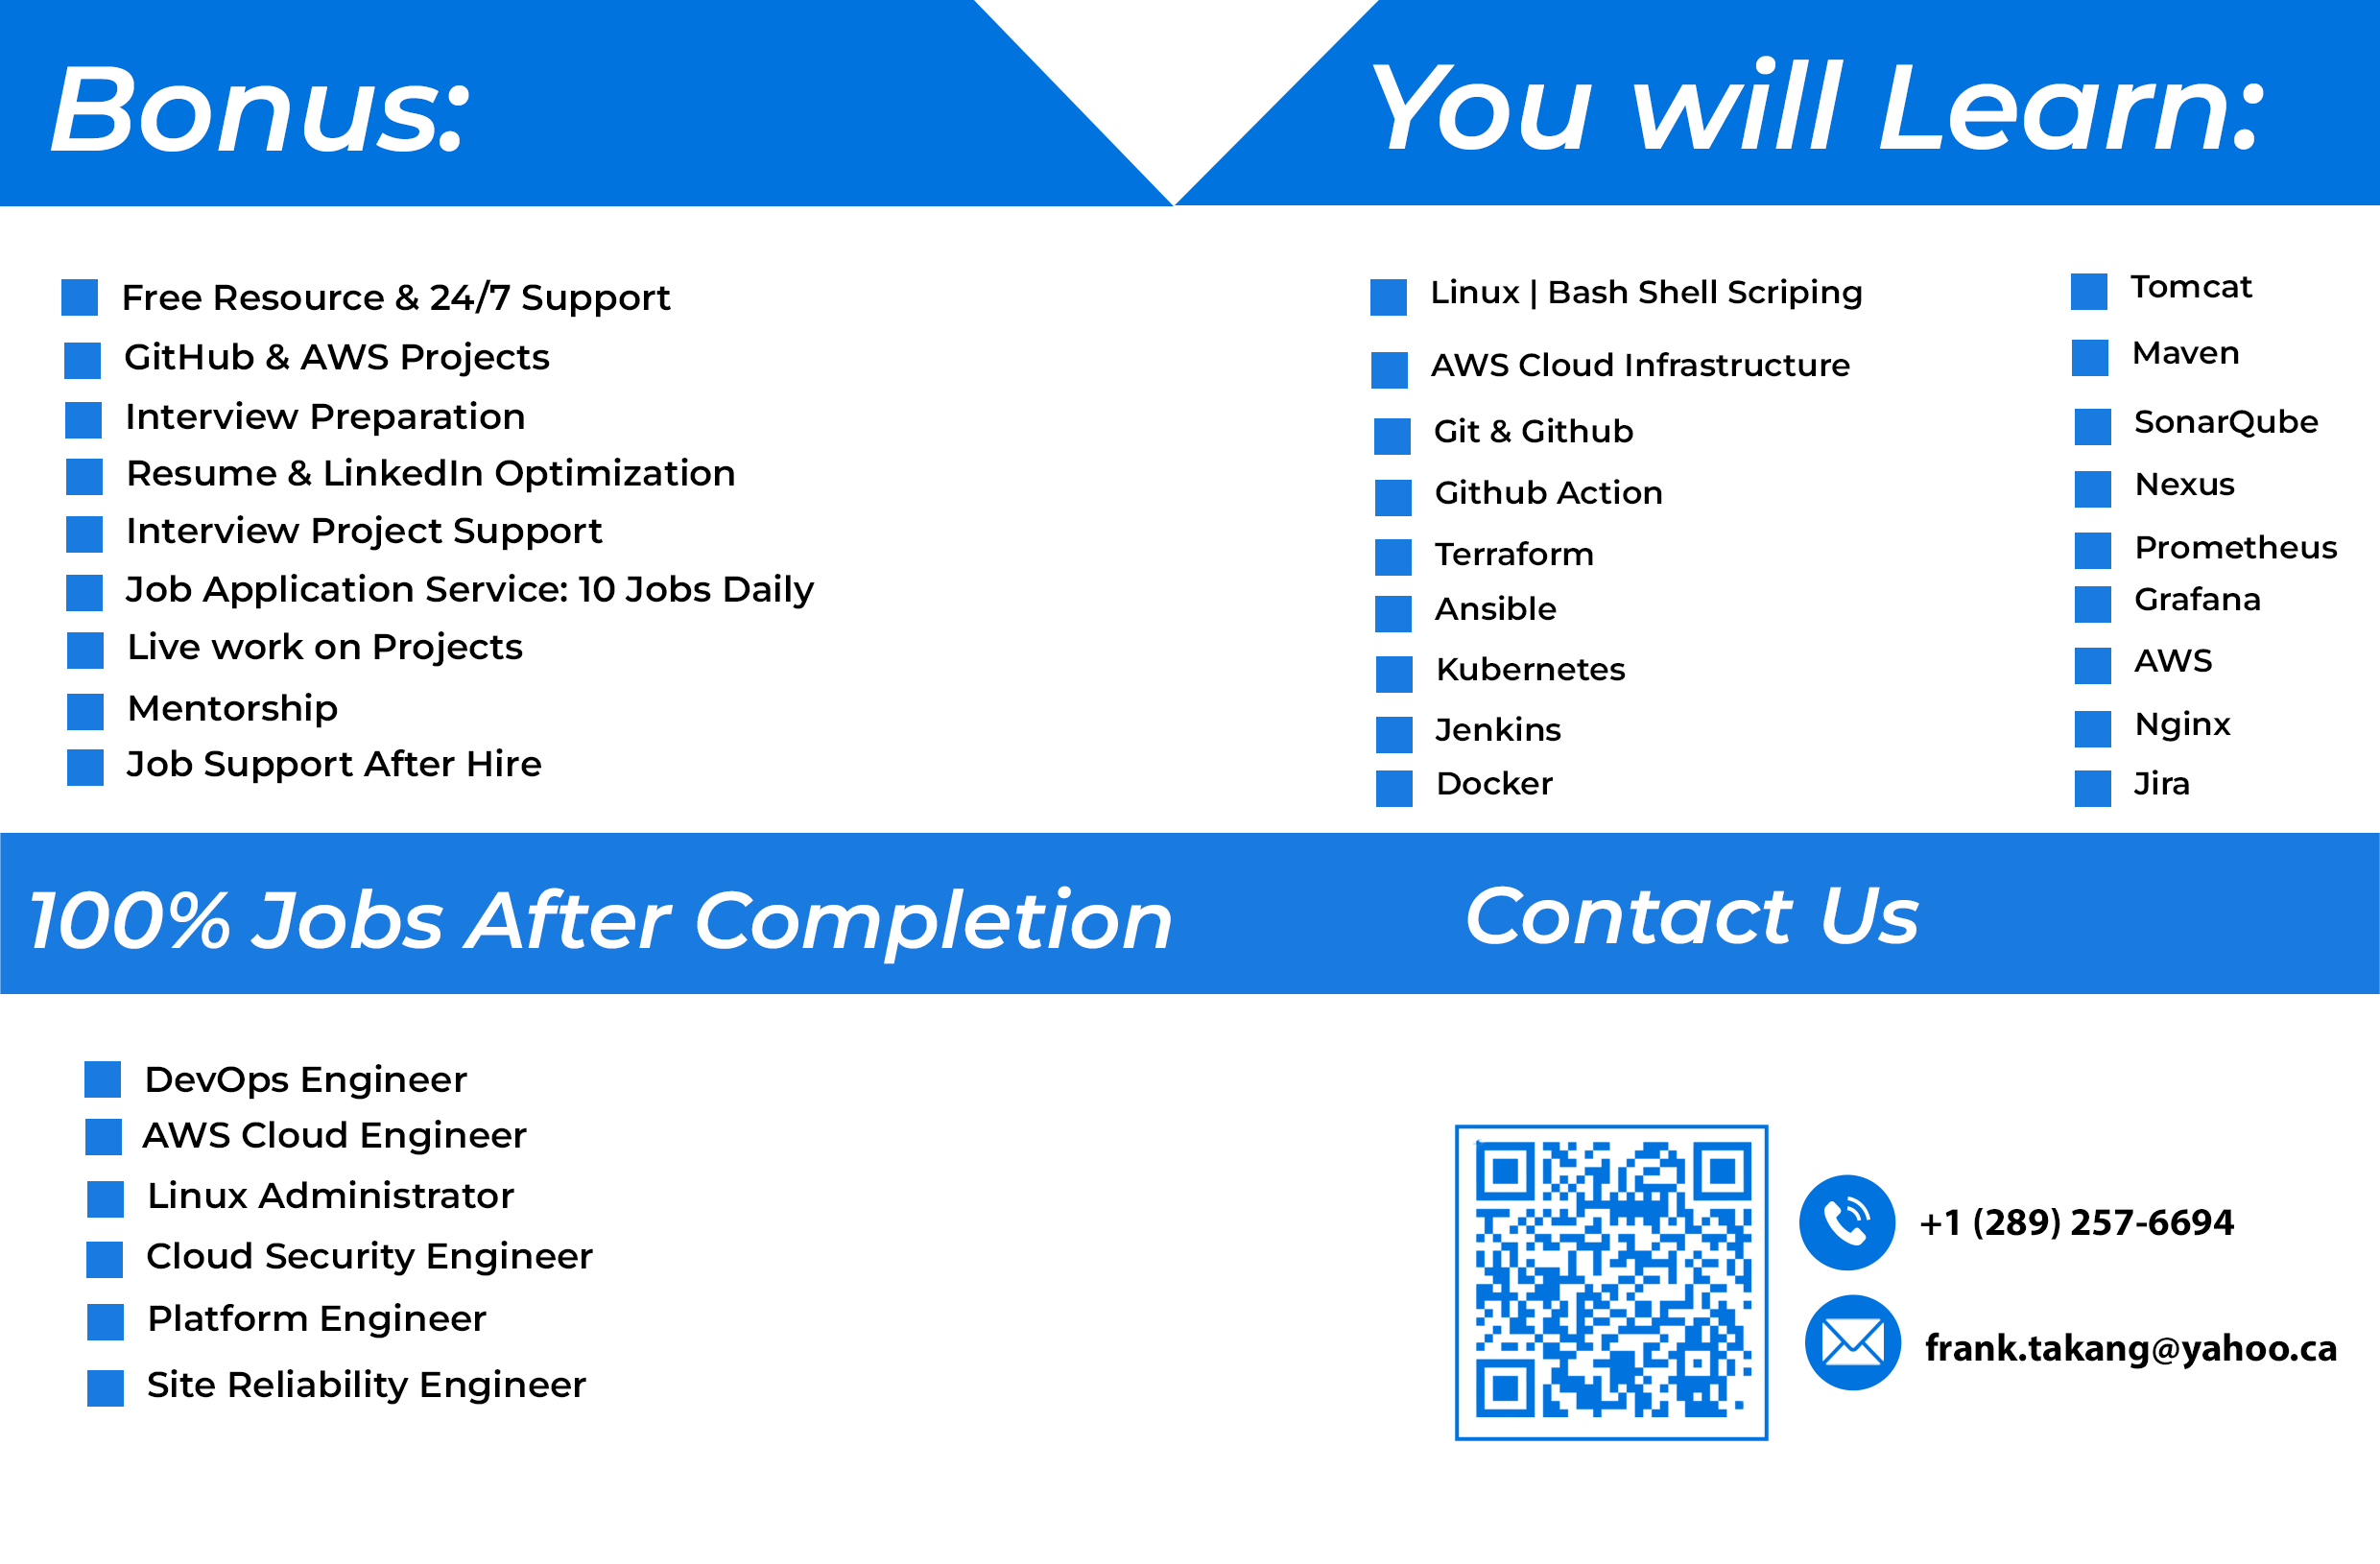 Bonus:
Free Resource & 24/7 Support
GitHub & AWS Projects
Interview Preparation
Resume & LinkedIn Optimization
Interview Project Support
Job Application Service: 10 Jobs Daily
Live work on Projects
Mentorship
Job Support After Hire
You will Learn:
Linux | Bash Shell Scriping
AWS Cloud Infrastructure
Git & Github
Github Action
Terraform
Ansible
Kubernetes
Jenkins
Docker
Tomcat
Maven
SonarQube
Nexus
Prometheus
Grafana
AWS
Nginx
Jira
100% Jobs After Completion
DevOps Engineer
AWS Cloud Engineer
Linux Administrator
Cloud Security Engineer
Platform Engineer
Site Reliability Engineer
Contact Us
+1 (289) 257-6694
frank.takang@yahoo.ca